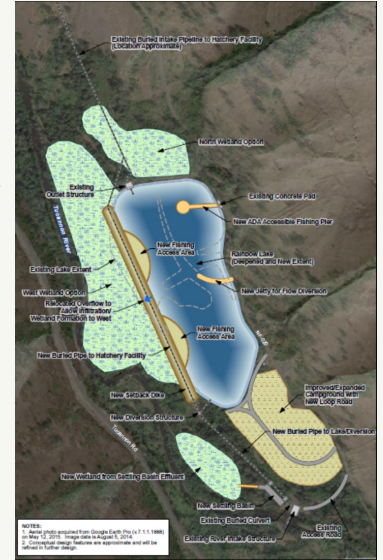 Existing Buried Intake Pipeline to Hatchery Facility
(Location Approximate)
North Wetland Option
Existing
Outlet Structure
Existing Concrete Pad
New ADA Accessible Fishing Pier
Tucannon River
New Fishing
Access Area
Rainbow Lake
(Deepened and New Extent)
Existing Lake Extent
West Wetland Option
New Jetty for Flow Diversion
Relocated Overflow to
Allow Infiltration/
Wetland Formation to West
New Fishing
Access Area
New Buried Pipe to Hatchery Facility
Improved/Expanded
Campground with
New Loop Road
New Setback Dike
New Diversion Structure
New Buried Pipe to Lake/Diversion
Tucannon Rd
New Wetland from Settling Basin Effluent
New Settling Basin
Existing Buried Culvert
Existing River Intake Structure
Existing
Access Road
NOTES:
1. Aerial photo acquired from Google Earth Pro (v.7.1.1.1888)
on May 12, 2015. Image date is August 5, 2014.
2. Conceptual design features are approximate and will be
refined in further design.